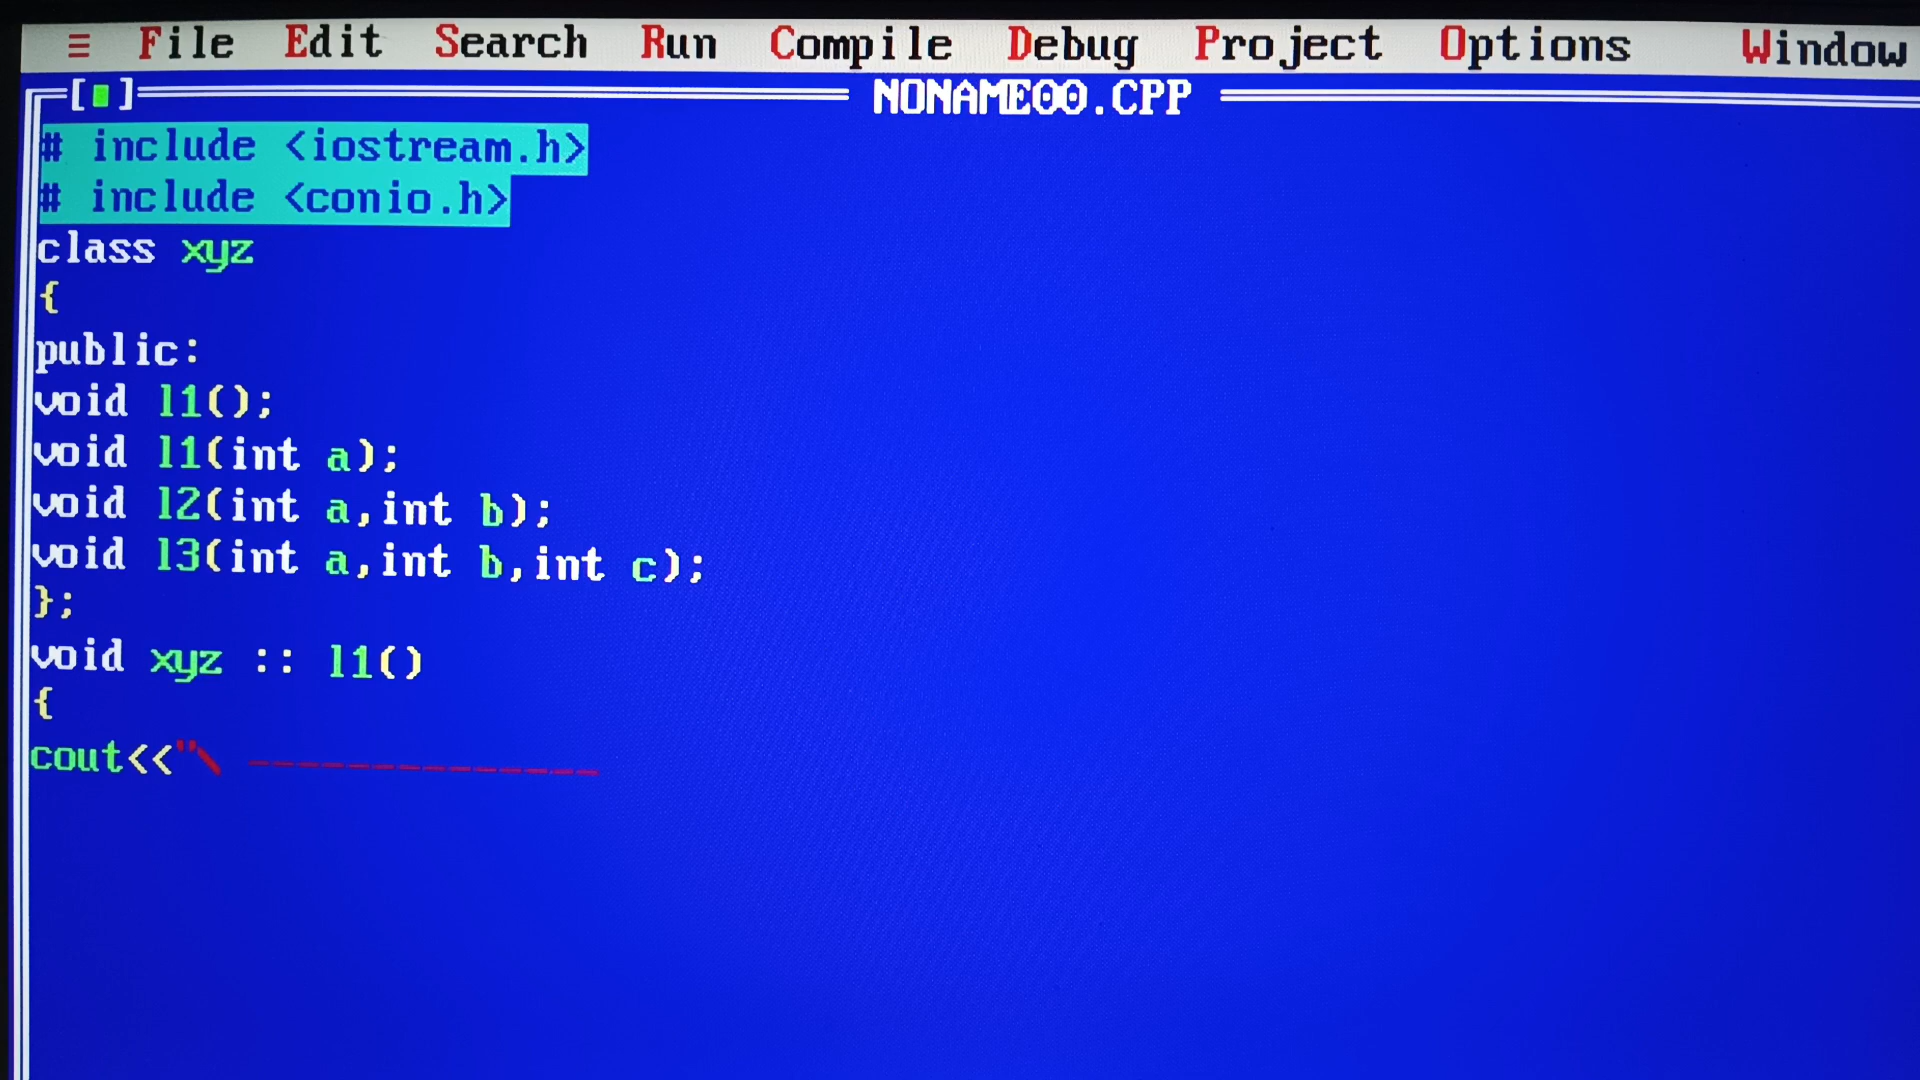 ≡ File Edit Search Run Compile Debug Project Options Window
[■] NONAME00.CPP
# include <iostream.h>
# include <conio.h>
class xyz
{
public:
void l1();
void l1(int a);
void l2(int a,int b);
void l3(int a,int b,int c);
};
void xyz :: l1()
{
cout<<"\ ______________